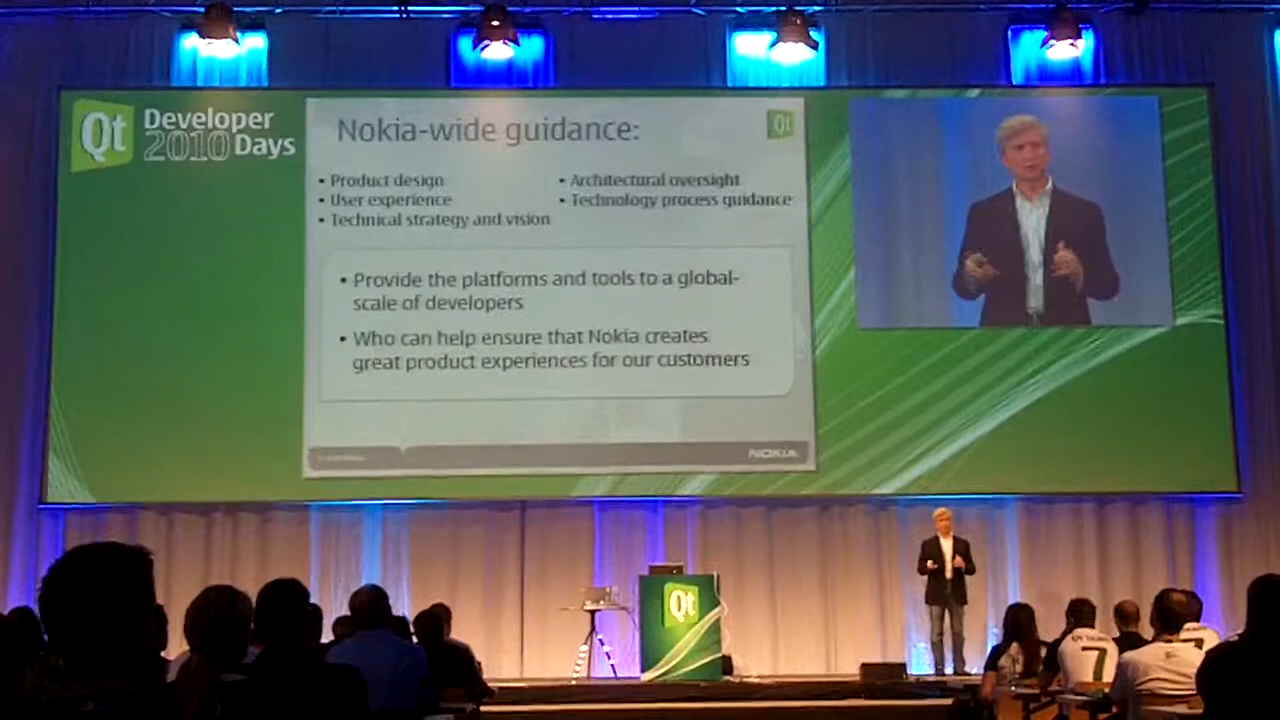 Qt Developer
2010 Days
Nokia-wide guidance:
Qt
• Product design
• User experience
• Technical strategy and vision
• Architectural oversight
• Technology process guidance
• Provide the platforms and tools to a global-
scale of developers
• Who can help ensure that Nokia creates
great product experiences for our customers
NOKIA
Qt
7